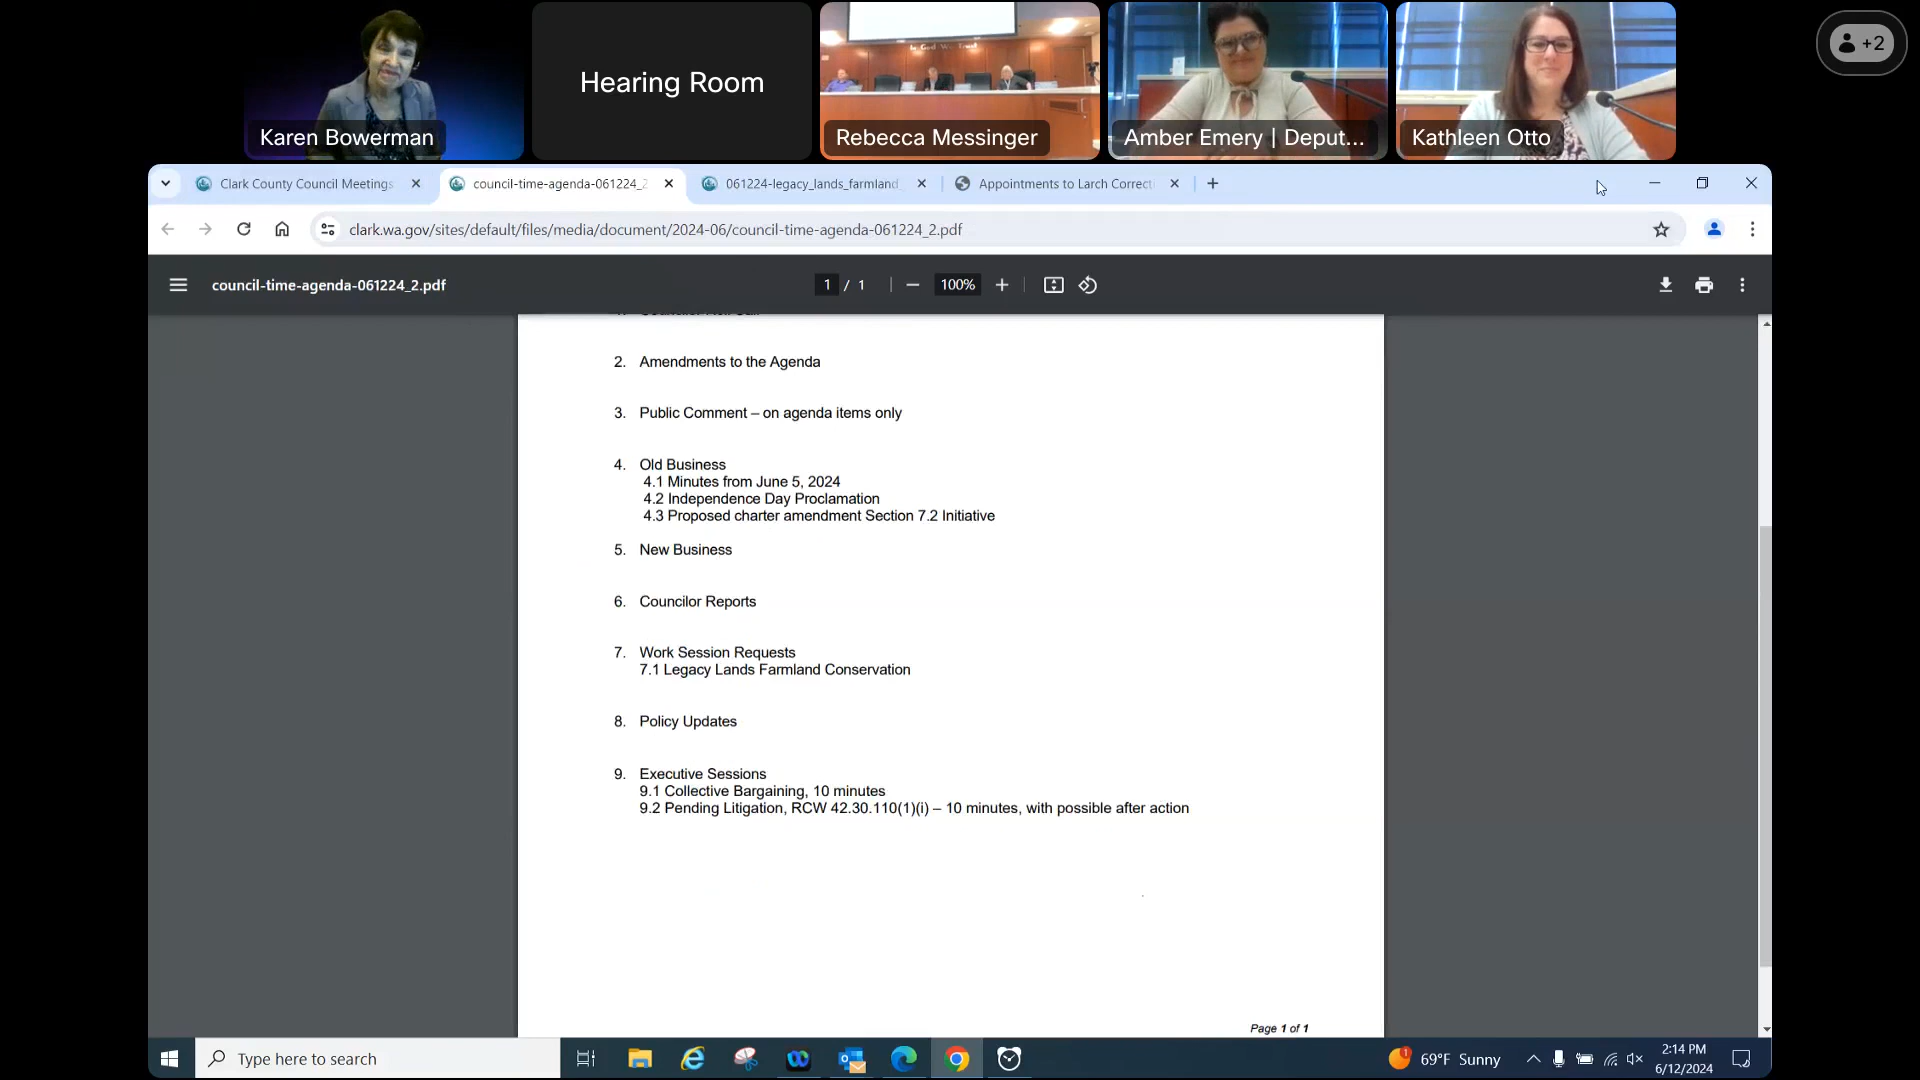 In God We Trust
Hearing Room
+2
Karen Bowerman
Rebecca Messinger
Amber Emery | Deput...
Kathleen Otto
Clark County Council Meetings
council-time-agenda-061224_2
061224-legacy_lands_farmland
Appointments to Larch Correcti
clark.wa.gov/sites/default/files/media/document/2024-06/council-time-agenda-061224_2.pdf
council-time-agenda-061224_2.pdf
1 / 1
100%
2. Amendments to the Agenda
3. Public Comment – on agenda items only
4. Old Business
4.1 Minutes from June 5, 2024
4.2 Independence Day Proclamation
4.3 Proposed charter amendment Section 7.2 Initiative
5. New Business
6. Councilor Reports
7. Work Session Requests
7.1 Legacy Lands Farmland Conservation
8. Policy Updates
9. Executive Sessions
9.1 Collective Bargaining, 10 minutes
9.2 Pending Litigation, RCW 42.30.110(1)(i) – 10 minutes, with possible after action
Page 1 of 1
Type here to search
1
69°F Sunny
2:14 PM
6/12/2024